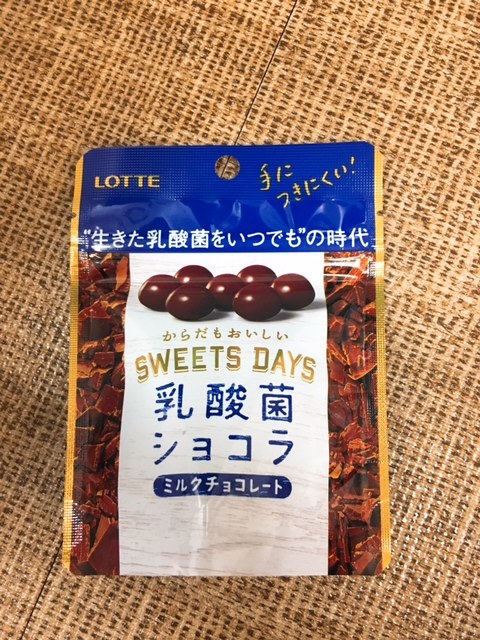 LOTTE
手に
つきにくい!
“生きた乳酸菌をいつでも”の時代
からだもおいしい
SWEETS DAYS
乳酸菌
ショコラ
ミルクチョコレート